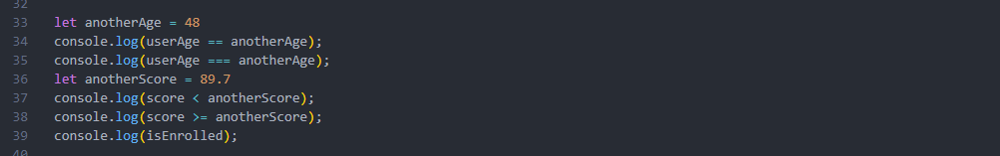 32
33 let anotherAge = 48
34 console.log(userAge == anotherAge);
35 console.log(userAge === anotherAge);
36 let anotherScore = 89.7
37 console.log(score < anotherScore);
38 console.log(score >= anotherScore);
39 console.log(isEnrolled);
40